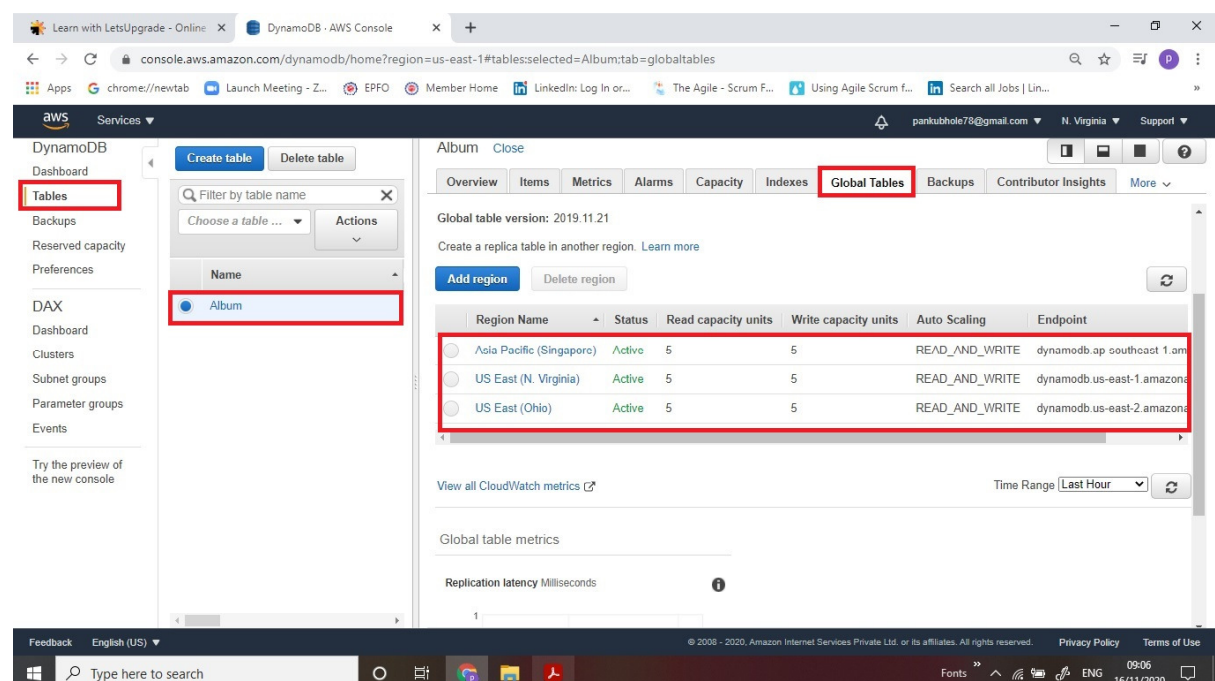 Learn with LetsUpgrade - Online
DynamoDB · AWS Console
console.aws.amazon.com/dynamodb/home?region=us-east-1#tables:selected=Album;tab=globaltables
P
Apps
chrome://newtab
Launch Meeting - Z...
EPFO
Member Home
LinkedIn: Log In or...
The Agile - Scrum F...
Using Agile Scrum f...
Search all Jobs | Lin...
»
aws
Services
pankubhole78@gmail.com
N. Virginia
Support
DynamoDB
Dashboard
Tables
Backups
Reserved capacity
Preferences
DAX
Dashboard
Clusters
Subnet groups
Parameter groups
Events
Try the preview of
the new console
Create table
Delete table
Filter by table name
Choose a table ...
Actions
Name
Album
Album Close
Overview
Items
Metrics
Alarms
Capacity
Indexes
Global Tables
Backups
Contributor Insights
More
Global table version: 2019.11.21
Create a replica table in another region. Learn more
Add region
Delete region
Region Name Status Read capacity units Write capacity units Auto Scaling Endpoint
Asia Pacific (Singapore) Active 5 5 READ_AND_WRITE dynamodb.ap-southeast-1.am
US East (N. Virginia) Active 5 5 READ_AND_WRITE dynamodb.us-east-1.amazona
US East (Ohio) Active 5 5 READ_AND_WRITE dynamodb.us-east-2.amazona
View all CloudWatch metrics
Time Range Last Hour
Global table metrics
Replication latency Milliseconds
1
Feedback
English (US)
© 2008 - 2020, Amazon Internet Services Private Ltd. or its affiliates. All rights reserved.
Privacy Policy
Terms of Use
Type here to search
Fonts
»
ENG
09:06
16/11/2020